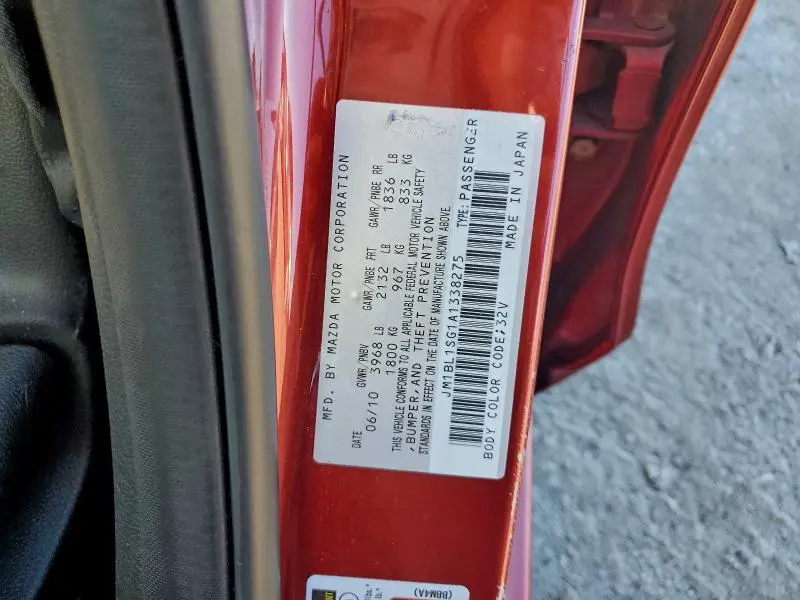 MFD. BY MAZDA MOTOR CORPORATION
DATE GVWR/PNBV GAWR/PNBE FRT GAWR/PNBE RR
06/10 3968 LB 2132 LB 1836 LB
1800 KG 967 KG 833 KG
THIS VEHICLE CONFORMS TO ALL APPLICABLE FEDERAL MOTOR VEHICLE SAFETY
, BUMPER, AND THEFT PREVENTION
STANDARDS IN EFFECT ON THE DATE OF MANUFACTURE SHOWN ABOVE.
JM1BL1SG1A1338275 TYPE: PASSENGER
BODY COLOR CODE;32V MADE IN JAPAN
(BBM4A)